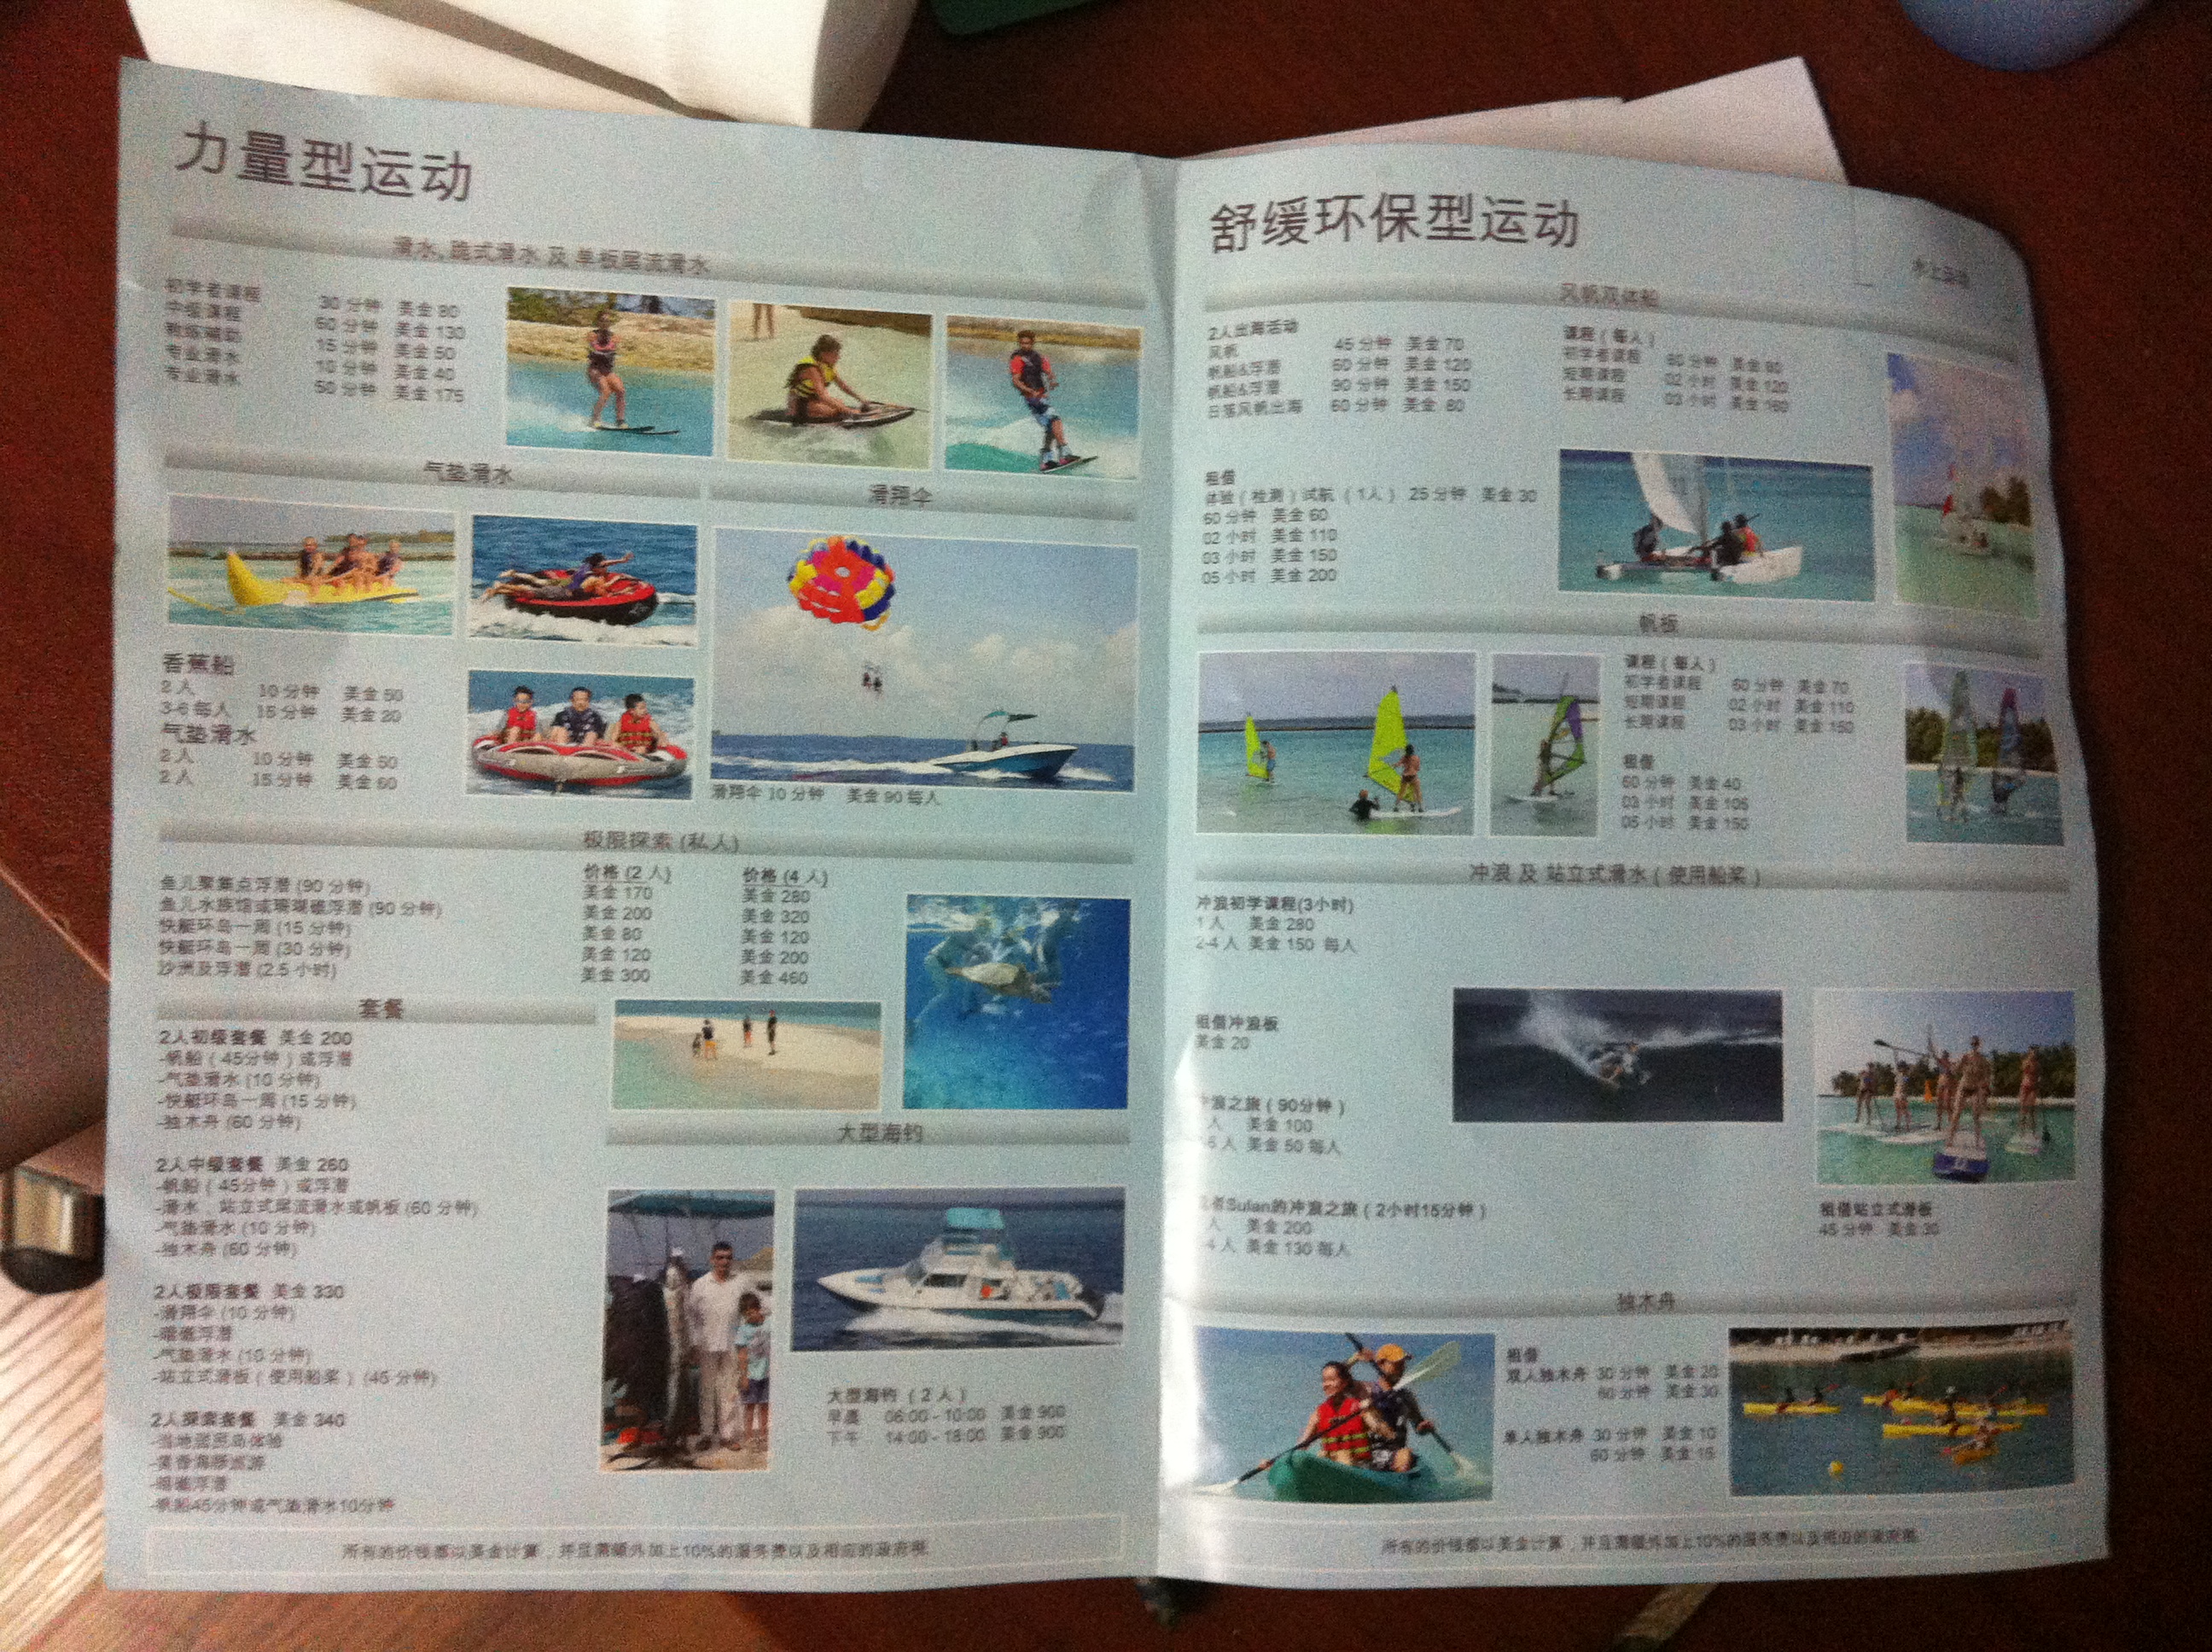 力量型运动
滑水, 跪式滑水 及 单板尾流滑水
初学者课程 30 分钟 美金 80
中级课程 60 分钟 美金 130
教练辅助 15 分钟 美金 50
专业滑水 10 分钟 美金 40
专业滑水 50 分钟 美金 175
气垫滑水
滑翔伞
香蕉船
2 人 10 分钟 美金 50
3-6 每人 15 分钟 美金 20
气垫滑水
2 人 10 分钟 美金 50
2 人 15 分钟 美金 60
滑翔伞 10 分钟 美金 90 每人
极限探索 (私人)
价格 (2 人) 价格 (4 人)
鱼儿聚集点浮潜 (90 分钟) 美金 170 美金 280
鱼儿水族馆或珊瑚礁浮潜 (90 分钟) 美金 200 美金 320
快艇环岛一周 (15 分钟) 美金 80 美金 120
快艇环岛一周 (30 分钟) 美金 120 美金 200
沙洲及浮潜 (2.5 小时) 美金 300 美金 460
套餐
2人初级套餐 美金 200
-帆船（45分钟）或浮潜
-气垫滑水 (10 分钟)
-快艇环岛一周 (15 分钟)
-独木舟 (60 分钟)
2人中级套餐 美金 260
-帆船（45分钟）或浮潜
-滑水，站立式尾流滑水或帆板 (60 分钟)
-气垫滑水 (10 分钟)
-独木舟 (60 分钟)
2人极限套餐 美金 330
-滑翔伞 (10 分钟)
浮潜
-气垫滑水 (10 分钟)
-站立式滑板（使用船桨）(45 分钟)
2人探索套餐 美金 340
-当地居民岛体验
浮潜
-帆船45分钟或气垫滑水10分钟
大型海钓
大型海钓（2 人）
早晨 06:00 - 10:00 美金 900
下午 14:00 - 18:00 美金 900
所有的价钱都以美金计算，并且需额外加上10%的服务费以及相应的政府税
舒缓环保型运动
水上运动
风帆双体船
2人出海活动
风帆 45 分钟 美金 70
帆船&浮潜 60 分钟 美金 120
帆船&浮潜 90 分钟 美金 150
日落风帆出海 60 分钟 美金 80
课程（每人）
初学者课程 60 分钟 美金 80
短期课程 02 小时 美金 120
长期课程 03 小时 美金 160
租借
体验（检测）试航（1人） 25 分钟 美金 30
60 分钟 美金 60
02 小时 美金 110
03 小时 美金 150
05 小时 美金 200
帆板
课程（每人）
初学者课程 60 分钟 美金 70
短期课程 02 小时 美金 110
长期课程 03 小时 美金 150
租借
60 分钟 美金 40
03 小时 美金 105
05 小时 美金 150
冲浪 及 站立式滑水（使用船桨）
冲浪初学课程(3小时)
1 人 美金 280
2-4 人 美金 150 每人
租借冲浪板
美金 20
浪之旅（90分钟）
人 美金 100
人 美金 50 每人
Sulan的冲浪之旅（2小时15分钟）
人 美金 200
4 人 美金 130 每人
租借站立式滑板
45 分钟 美金 30
独木舟
租借
双人独木舟 30 分钟 美金 20
60 分钟 美金 30
单人独木舟 30 分钟 美金 10
60 分钟 美金 15
所有的价钱都以美金计算，并且需额外加上10%的服务费以及相应的政府税